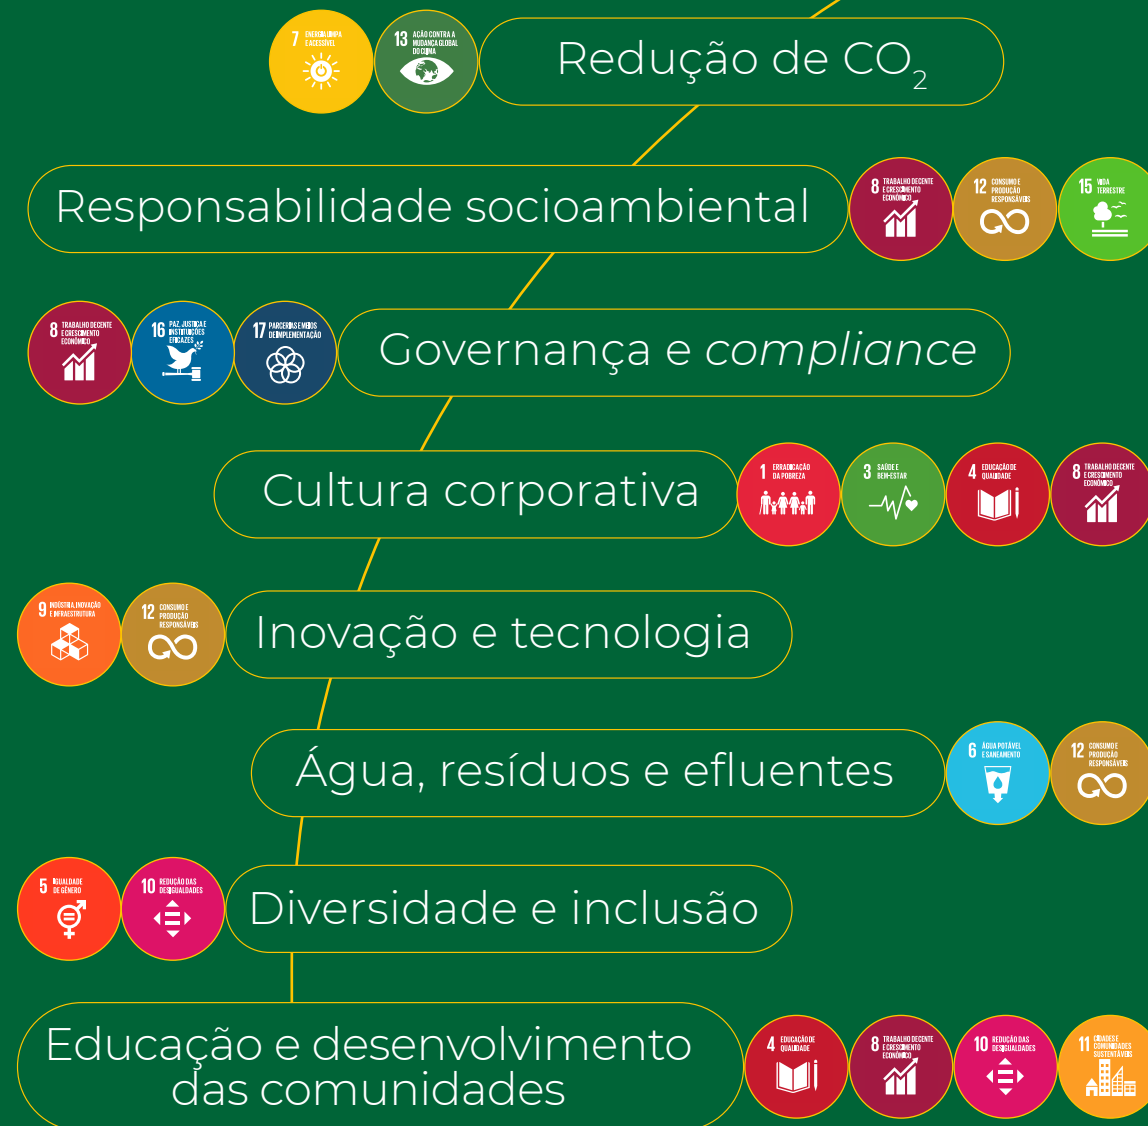 7 ENERGIA LIMPA
E ACESSÍVEL
13 AÇÃO CONTRA A
MUDANÇA GLOBAL
DO CLIMA
Redução de CO₂
Responsabilidade socioambiental
8 TRABALHO DECENTE
E CRESCIMENTO
ECONÔMICO
12 CONSUMO E
PRODUÇÃO
RESPONSÁVEIS
15 VIDA
TERRESTRE
8 TRABALHO DECENTE
E CRESCIMENTO
ECONÔMICO
16 PAZ, JUSTIÇA E
INSTITUIÇÕES
EFICAZES
17 PARCERIAS E MEIOS
DE IMPLEMENTAÇÃO
Governança e compliance
Cultura corporativa
1 ERRADICAÇÃO
DA POBREZA
3 SAÚDE E
BEM-ESTAR
4 EDUCAÇÃO DE
QUALIDADE
8 TRABALHO DECENTE
E CRESCIMENTO
ECONÔMICO
9 INDÚSTRIA, INOVAÇÃO
E INFRAESTRUTURA
12 CONSUMO E
PRODUÇÃO
RESPONSÁVEIS
Inovação e tecnologia
Água, resíduos e efluentes
6 ÁGUA POTÁVEL
E SANEAMENTO
12 CONSUMO E
PRODUÇÃO
RESPONSÁVEIS
5 IGUALDADE
DE GÊNERO
10 REDUÇÃO DAS
DESIGUALDADES
Diversidade e inclusão
Educação e desenvolvimento
das comunidades
4 EDUCAÇÃO DE
QUALIDADE
8 TRABALHO DECENTE
E CRESCIMENTO
ECONÔMICO
10 REDUÇÃO DAS
DESIGUALDADES
11 CIDADES E
COMUNIDADES
SUSTENTÁVEIS